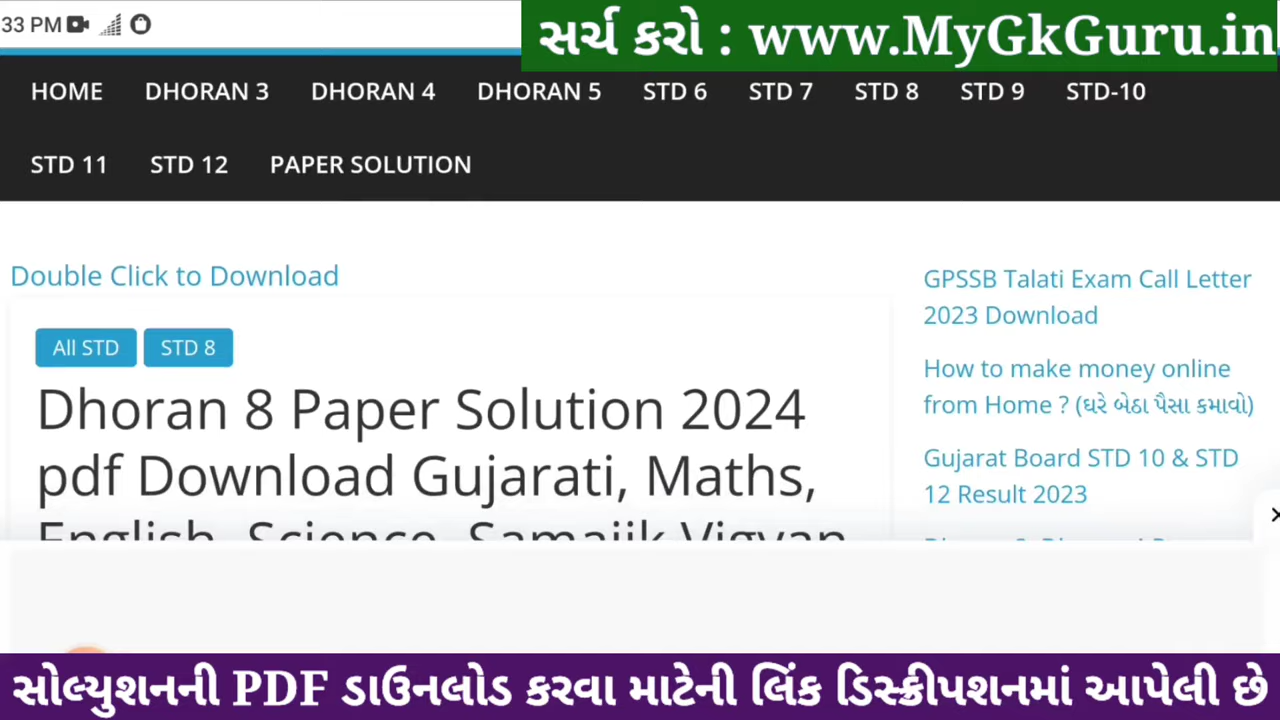 33 PM
સર્ચ કરો : www.MyGkGuru.in
HOME DHORAN 3 DHORAN 4 DHORAN 5 STD 6 STD 7 STD 8 STD 9 STD-10
STD 11 STD 12 PAPER SOLUTION
Double Click to Download
All STD STD 8
Dhoran 8 Paper Solution 2024
pdf Download Gujarati, Maths,
English, Science, Samajik Vigyan
GPSSB Talati Exam Call Letter
2023 Download
How to make money online
from Home ? (ઘરે બેઠા પૈસા કમાવો)
Gujarat Board STD 10 & STD
12 Result 2023
સોલ્યુશનની PDF ડાઉનલોડ કરવા માટેની લિંક ડિસ્ક્રીપશનમાં આપેલી છે